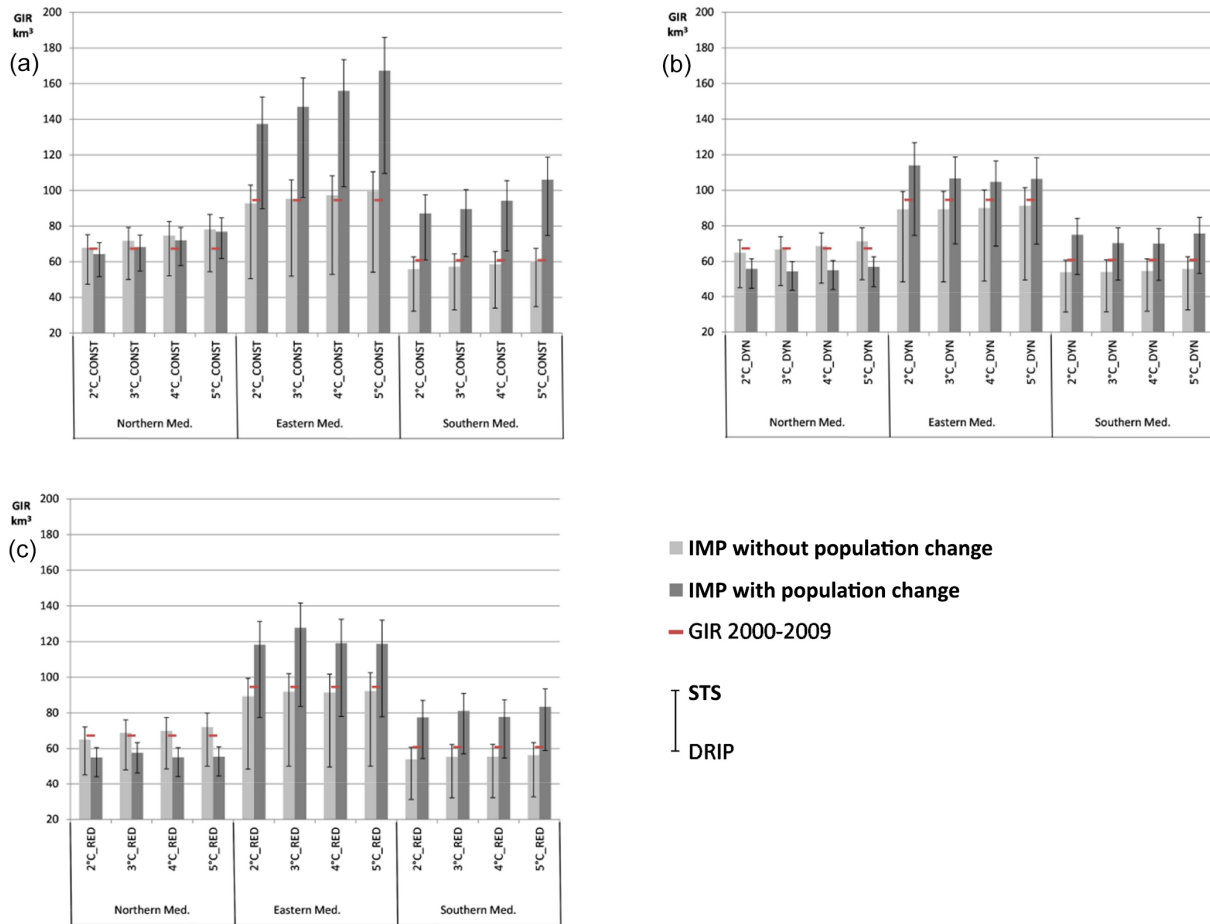 GIR
km³
(a)
200
180
160
140
120
100
80
60
40
20
2°C_CONST
3°C_CONST
4°C_CONST
5°C_CONST
2°C_CONST
3°C_CONST
4°C_CONST
5°C_CONST
2°C_CONST
3°C_CONST
4°C_CONST
5°C_CONST
Northern Med.
Eastern Med.
Southern Med.
GIR
km³
(b)
200
180
160
140
120
100
80
60
40
20
2°C_DYN
3°C_DYN
4°C_DYN
5°C_DYN
2°C_DYN
3°C_DYN
4°C_DYN
5°C_DYN
2°C_DYN
3°C_DYN
4°C_DYN
5°C_DYN
Northern Med.
Eastern Med.
Southern Med.
GIR
km³
(c)
200
180
160
140
120
100
80
60
40
20
2°C_RED
3°C_RED
4°C_RED
5°C_RED
2°C_RED
3°C_RED
4°C_RED
5°C_RED
2°C_RED
3°C_RED
4°C_RED
5°C_RED
Northern Med.
Eastern Med.
Southern Med.
IMP without population change
IMP with population change
GIR 2000-2009
STS
DRIP